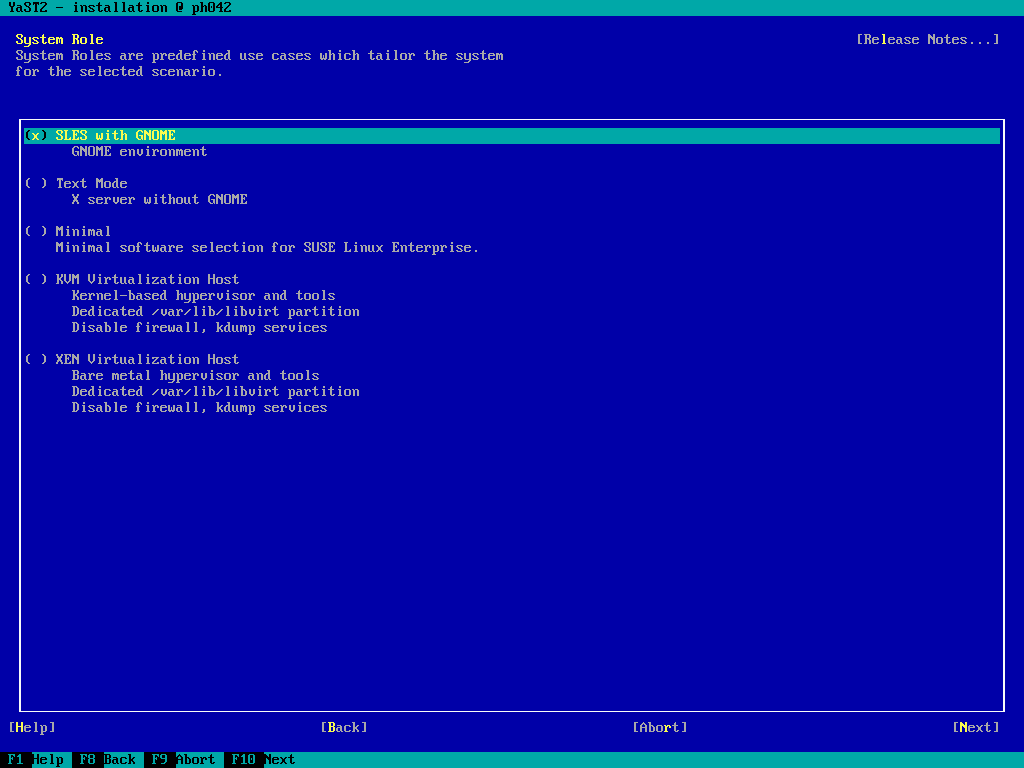 YaST2 - installation @ ph042
System Role [Release Notes...]
System Roles are predefined use cases which tailor the system
for the selected scenario.
(x) SLES with GNOME
GNOME environment
( ) Text Mode
X server without GNOME
( ) Minimal
Minimal software selection for SUSE Linux Enterprise.
( ) KVM Virtualization Host
Kernel-based hypervisor and tools
Dedicated /var/lib/libvirt partition
Disable firewall, kdump services
( ) XEN Virtualization Host
Bare metal hypervisor and tools
Dedicated /var/lib/libvirt partition
Disable firewall, kdump services
[Help] [Back] [Abort] [Next]
F1 Help F8 Back F9 Abort F10 Next